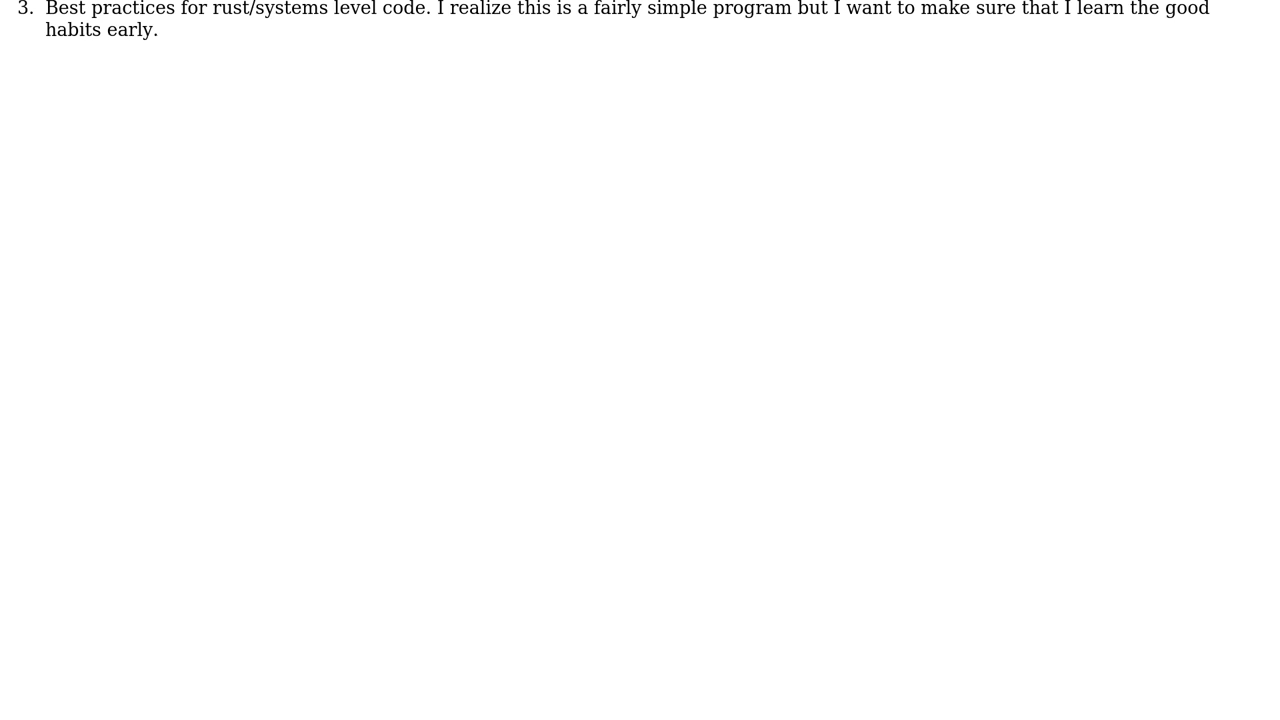 3. Best practices for rust/systems level code. I realize this is a fairly simple program but I want to make sure that I learn the good
habits early.